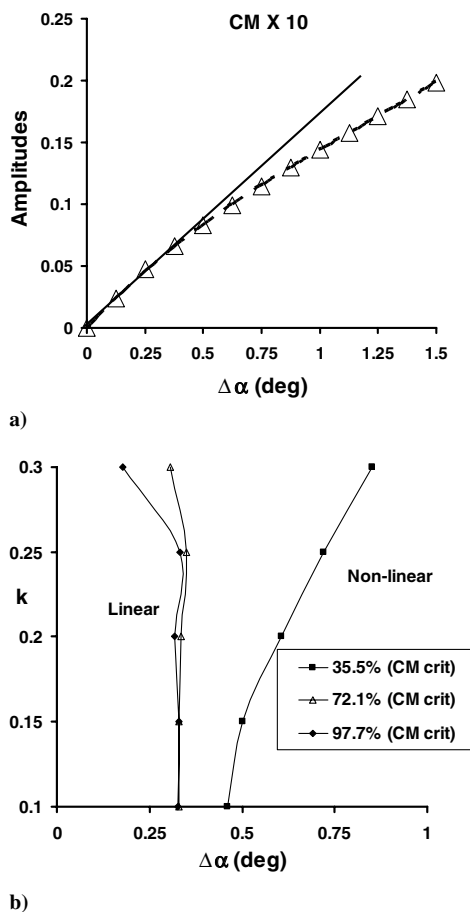 CM X 10
0.25
0.2
0.15
0.1
0.05
0
Amplitudes
0 0.25 0.5 0.75 1 1.25 1.5
Δα (deg)
a)
0.3
0.25
0.2
0.15
0.1
k
Linear
Non-linear
35.5% (CM crit)
72.1% (CM crit)
97.7% (CM crit)
0 0.25 0.5 0.75 1
Δα (deg)
b)